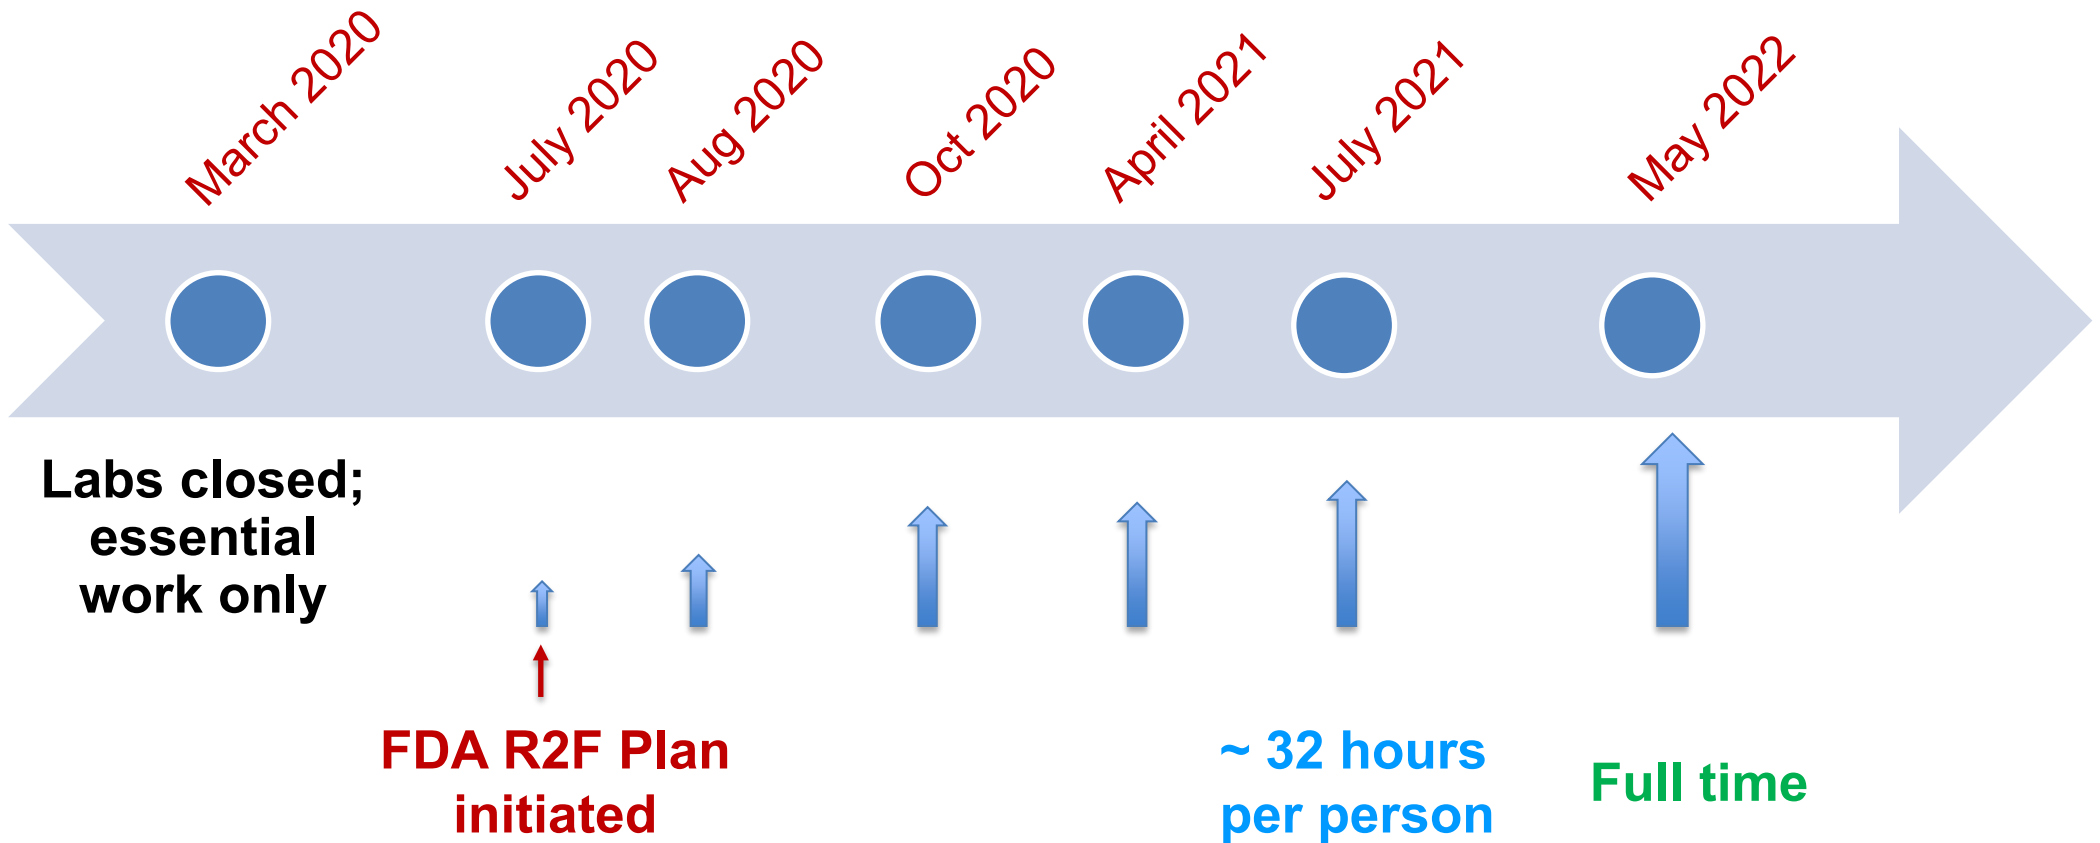 March 2020
July 2020
Aug 2020
Oct 2020
April 2021
July 2021
May 2022
Labs closed;
essential
work only
FDA R2F Plan
initiated
~ 32 hours
per person
Full time